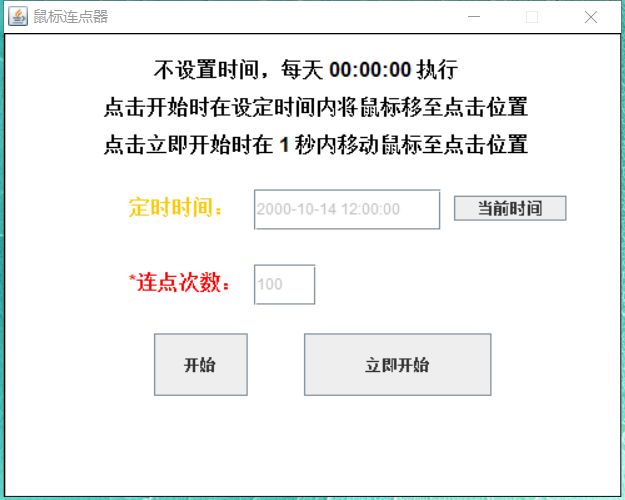 鼠标连点器
不设置时间，每天 00:00:00 执行
点击开始时在设定时间内将鼠标移至点击位置
点击立即开始时在 1 秒内移动鼠标至点击位置
定时时间： 2000-10-14 12:00:00 当前时间
*连点次数： 100
开始 立即开始